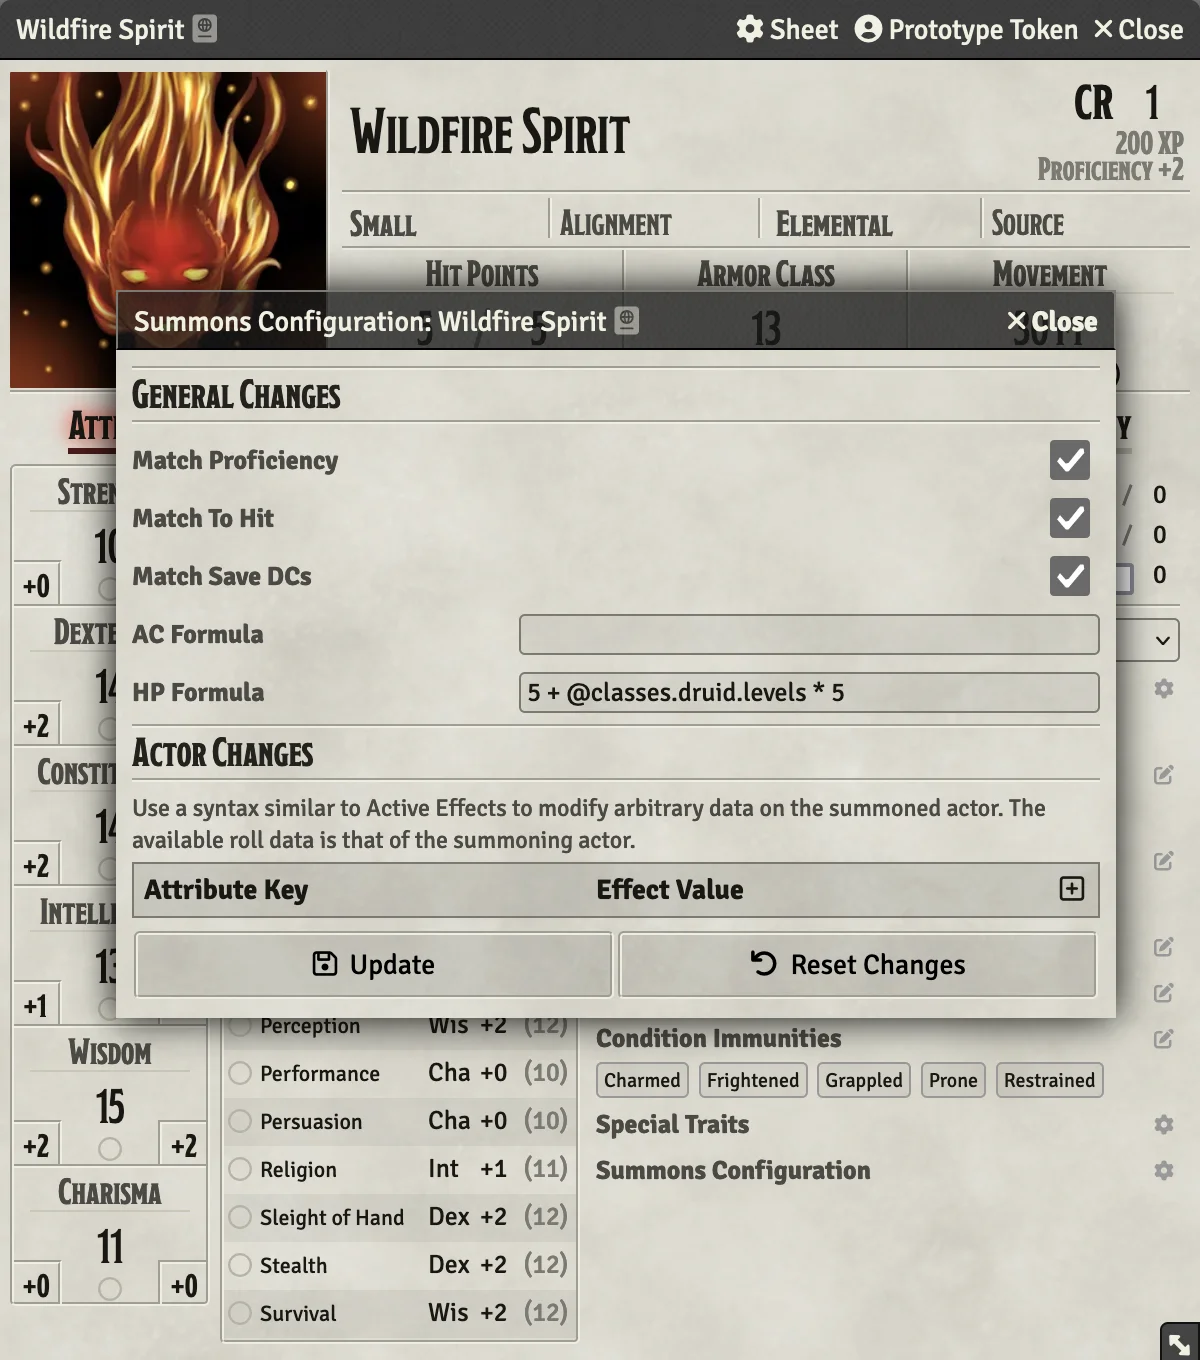 Wildfire Spirit
Sheet Prototype Token Close
Wildfire Spirit
CR 1
200 XP
Proficiency +2
Small Alignment Elemental Source
Hit Points Armor Class Movement
5 / 5 13
Summons Configuration: Wildfire Spirit
Close
General Changes
Match Proficiency
Match To Hit
Match Save DCs
AC Formula
HP Formula 5 + @classes.druid.levels * 5
Actor Changes
Use a syntax similar to Active Effects to modify arbitrary data on the summoned actor. The
available roll data is that of the summoning actor.
Attribute Key Effect Value
Update Reset Changes
+0
/ 0
/ 0
0
+2
+2
+1
Wisdom
15
+2 +2
Charisma
11
+0 +0
Perception Wis +2 (12)
Performance Cha +0 (10)
Persuasion Cha +0 (10)
Religion Int +1 (11)
Sleight of Hand Dex +2 (12)
Stealth Dex +2 (12)
Survival Wis +2 (12)
Condition Immunities
Charmed Frightened Grappled Prone Restrained
Special Traits
Summons Configuration